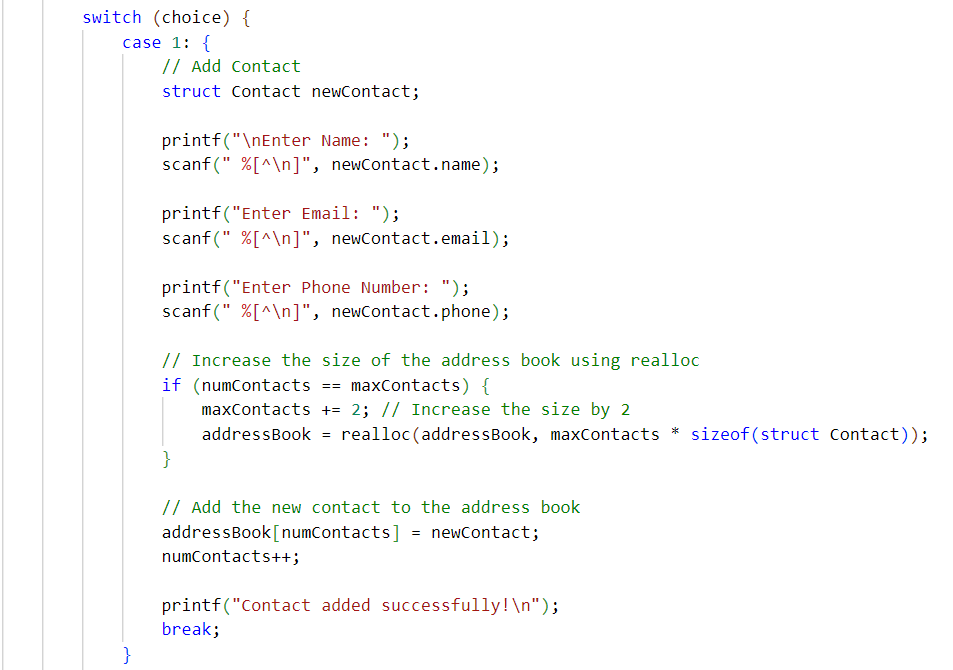 switch (choice) {
case 1: {
// Add Contact
struct Contact newContact;
printf("\nEnter Name: ");
scanf(" %[^\n]", newContact.name);
printf("Enter Email: ");
scanf(" %[^\n]", newContact.email);
printf("Enter Phone Number: ");
scanf(" %[^\n]", newContact.phone);
// Increase the size of the address book using realloc
if (numContacts == maxContacts) {
maxContacts += 2; // Increase the size by 2
addressBook = realloc(addressBook, maxContacts * sizeof(struct Contact));
}
// Add the new contact to the address book
addressBook[numContacts] = newContact;
numContacts++;
printf("Contact added successfully!\n");
break;
}